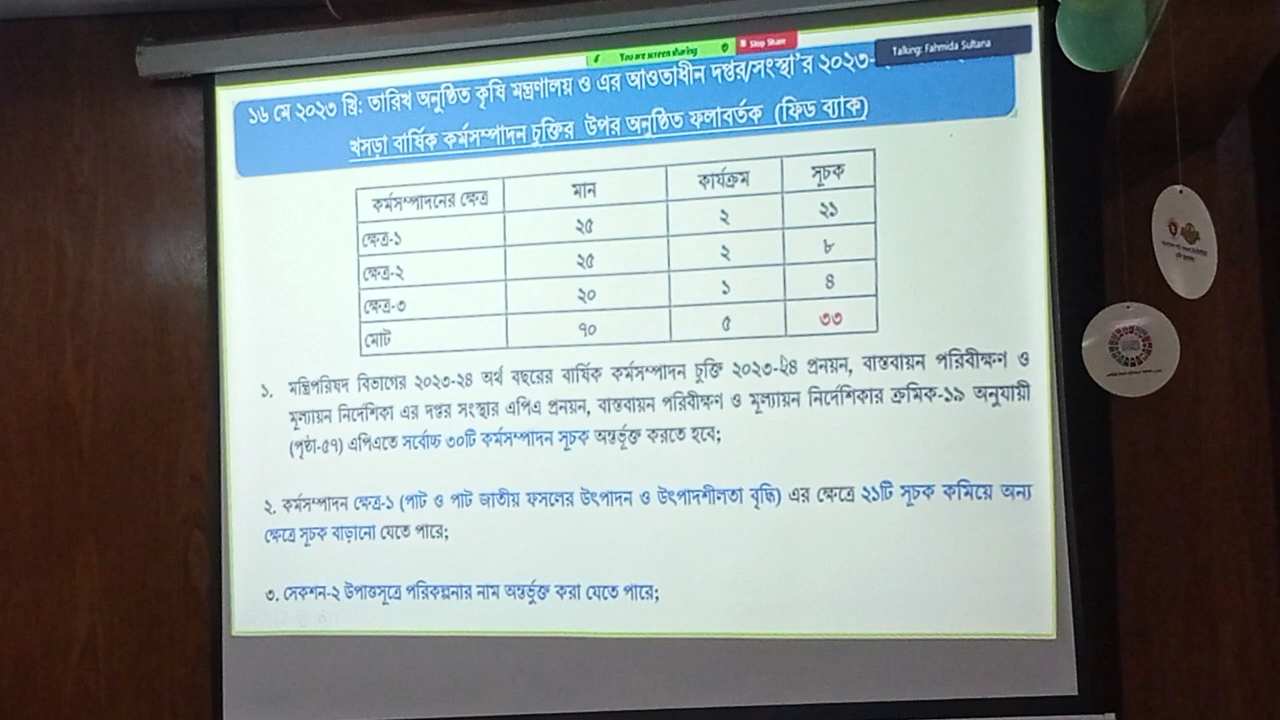 You are screen sharing
Stop Share
Talking: Fahmida Sultana
১৬ মে ২০২৩ খ্রি: তারিখ অনুষ্ঠিত কৃষি মন্ত্রণালয় ও এর আওতাধীন দপ্তর/সংস্থা'র ২০২৩-
খসড়া বার্ষিক কর্মসম্পাদন চুক্তির উপর অনুষ্ঠিত ফলাবর্তক (ফিড ব্যাক)
কর্মসম্পাদনের ক্ষেত্র মান কার্যক্রম সূচক
ক্ষেত্র-১ ২৫ ২ ২১
ক্ষেত্র-২ ২৫ ২ ৮
ক্ষেত্র-৩ ২০ ১ ৪
মোট ৭০ ৫ ৩৩
১. মন্ত্রিপরিষদ বিভাগের ২০২৩-২৪ অর্থ বছরের বার্ষিক কর্মসম্পাদন চুক্তি ২০২৩-২৪ প্রনয়ন, বাস্তবায়ন পরিবীক্ষণ ও
মূল্যায়ন নির্দেশিকা এর দপ্তর সংস্থার এপিএ প্রনয়ন, বাস্তবায়ন পরিবীক্ষণ ও মূল্যায়ন নির্দেশিকার ক্রমিক-১৯ অনুযায়ী
(পৃষ্ঠা-৫৭) এপিএতে সর্বোচ্চ ৩০টি কর্মসম্পাদন সূচক অন্তর্ভূক্ত করতে হবে;
২. কর্মসম্পাদন ক্ষেত্র-১ (পাট ও পাট জাতীয় ফসলের উৎপাদন ও উৎপাদশীলতা বৃদ্ধি) এর ক্ষেত্রে ২১টি সূচক কমিয়ে অন্য
ক্ষেত্রে সূচক বাড়ানো যেতে পারে;
৩. সেকশন-২ উপাত্তসূত্রে পরিকল্পনার নাম অন্তর্ভুক্ত করা যেতে পারে;